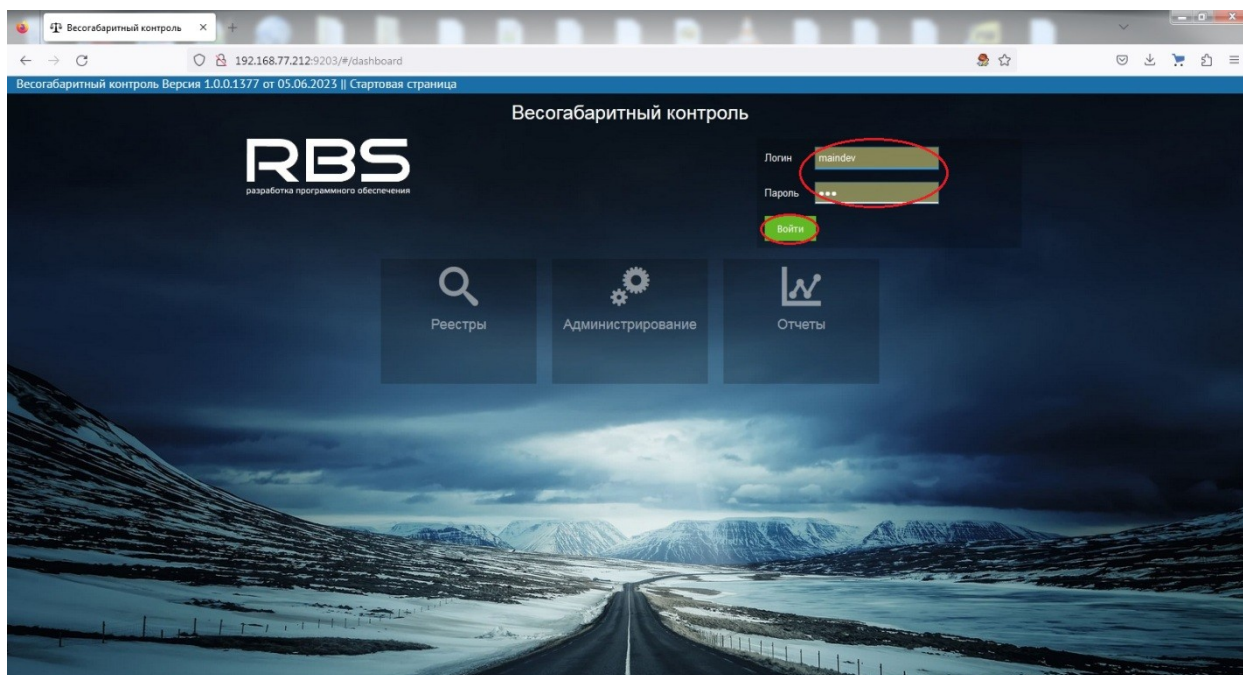 Весогабаритный контроль
192.168.77.212:9203/#/dashboard
Весогабаритный контроль Версия 1.0.0.1377 от 05.06.2023 || Стартовая страница
Весогабаритный контроль
RBS
разработка программного обеспечения
Логин maindev
Пароль •••
Войти
Реестры Администрирование Отчеты